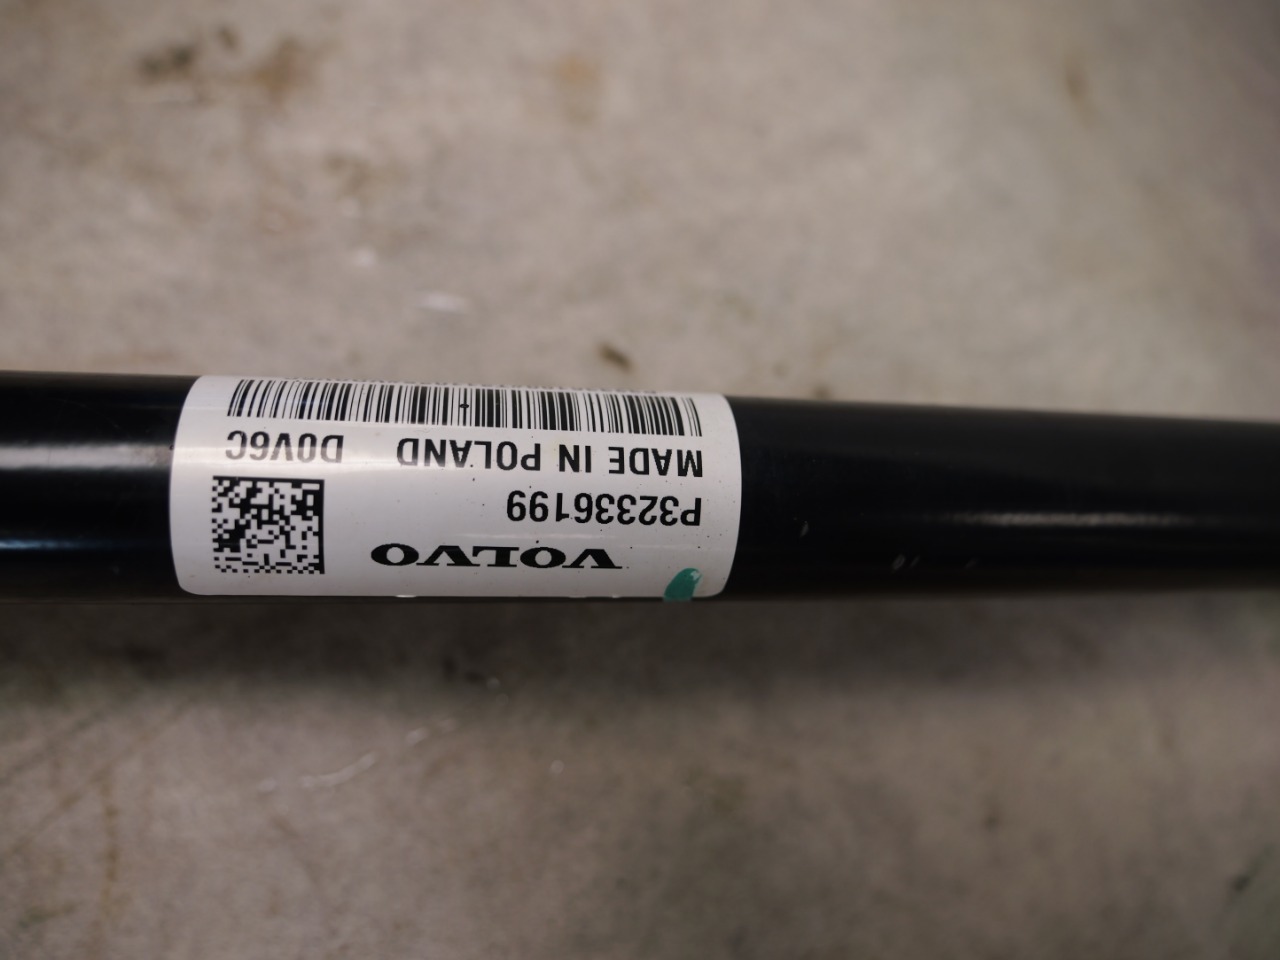 VOLVO
P32336199
MADE IN POLAND D0V6C